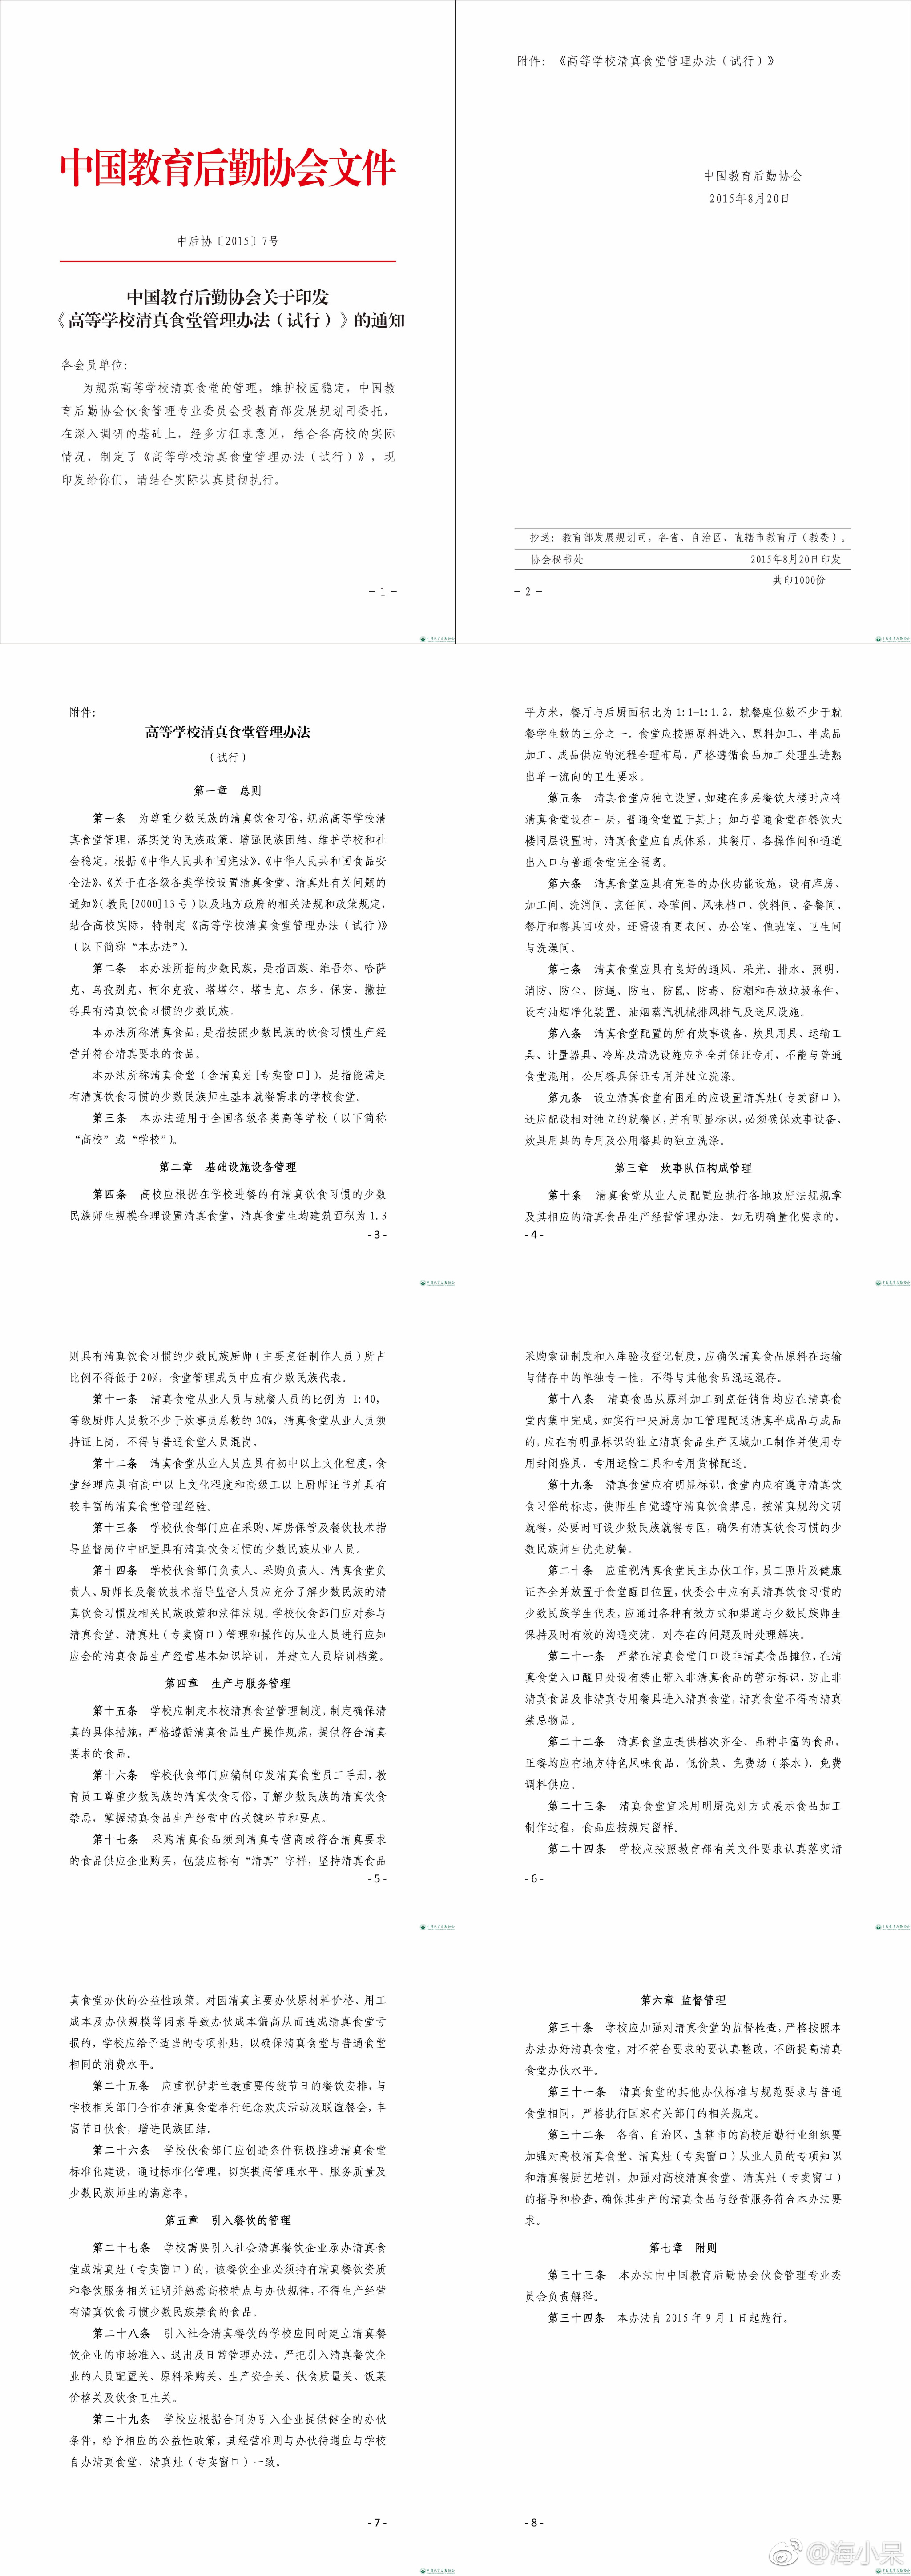 中国教育后勤协会文件
中后协〔2015〕7号
中国教育后勤协会关于印发
《高等学校清真食堂管理办法（试行）》的通知
各会员单位：
为规范高等学校清真食堂的管理，维护校园稳定，中国教
育后勤协会伙食管理专业委员会受教育部发展规划司委托，
在深入调研的基础上，经多方征求意见，结合各高校的实际
情况，制定了《高等学校清真食堂管理办法（试行）》，现
印发给你们，请结合实际认真贯彻执行。
- 1 -
附件：《高等学校清真食堂管理办法（试行）》
中国教育后勤协会
2015年8月20日
抄送：教育部发展规划司，各省、自治区、直辖市教育厅（教委）。
协会秘书处 2015年8月20日印发
共印1000份
- 2 -
附件：
高等学校清真食堂管理办法
（试行）
第一章 总则
第一条 为尊重少数民族的清真饮食习俗，规范高等学校清
真食堂管理，落实党的民族政策、增强民族团结、维护学校和社
会稳定，根据《中华人民共和国宪法》、《中华人民共和国食品安
全法》、《关于在各级各类学校设置清真食堂、清真灶有关问题的
通知》（教民[2000]13号）以及地方政府的相关法规和政策规定，
结合高校实际，特制定《高等学校清真食堂管理办法（试行）》
（以下简称“本办法”）。
第二条 本办法所指的少数民族，是指回族、维吾尔、哈萨
克、乌孜别克、柯尔克孜、塔塔尔、塔吉克、东乡、保安、撒拉
等具有清真饮食习惯的少数民族。
本办法所称清真食品，是指按照少数民族的饮食习惯生产经
营并符合清真要求的食品。
本办法所称清真食堂（含清真灶[专卖窗口]），是指能满足
有清真饮食习惯的少数民族师生基本就餐需求的学校食堂。
第三条 本办法适用于全国各级各类高等学校（以下简称
“高校”或“学校”）。
第二章 基础设施设备管理
第四条 高校应根据在学校进餐的有清真饮食习惯的少数
民族师生规模合理设置清真食堂，清真食堂生均建筑面积为1.3
- 3 -
平方米，餐厅与后厨面积比为1:1-1:1.2，就餐座位数不少于就
餐学生数的三分之一。食堂应按照原料进入、原料加工、半成品
加工、成品供应的流程合理布局，严格遵循食品加工处理生进熟
出单一流向的卫生要求。
第五条 清真食堂应独立设置，如建在多层餐饮大楼时应将
清真食堂设在一层，普通食堂置于其上；如与普通食堂在餐饮大
楼同层设置时，清真食堂应自成体系，其餐厅、各操作间和通道
出入口与普通食堂完全隔离。
第六条 清真食堂应具有完善的办伙功能设施，设有库房、
加工间、洗消间、烹饪间、冷荤间、风味档口、饮料间、备餐间、
餐厅和餐具回收处，还需设有更衣间、办公室、值班室、卫生间
与洗澡间。
第七条 清真食堂应具有良好的通风、采光、排水、照明、
消防、防尘、防蝇、防虫、防鼠、防毒、防潮和存放垃圾条件，
设有油烟净化装置、油烟蒸汽机械排风排气及送风设施。
第八条 清真食堂配置的所有炊事设备、炊具用具、运输工
具、计量器具、冷库及清洗设施应齐全并保证专用，不能与普通
食堂混用，公用餐具保证专用并独立洗涤。
第九条 设立清真食堂有困难的应设置清真灶（专卖窗口），
还应配设相对独立的就餐区，并有明显标识，必须确保炊事设备、
炊具用具的专用及公用餐具的独立洗涤。
第三章 炊事队伍构成管理
第十条 清真食堂从业人员配置应执行各地政府法规规章
及其相应的清真食品生产经营管理办法，如无明确量化要求的，
- 4 -
则具有清真饮食习惯的少数民族厨师（主要烹饪制作人员）所占
比例不得低于20%，食堂管理成员中应有少数民族代表。
第十一条 清真食堂从业人员与就餐人员的比例为 1:40，
等级厨师人员数不少于炊事员总数的30%，清真食堂从业人员须
持证上岗，不得与普通食堂人员混岗。
第十二条 清真食堂从业人员应具有初中以上文化程度，食
堂经理应具有高中以上文化程度和高级工以上厨师证书并具有
较丰富的清真食堂管理经验。
第十三条 学校伙食部门应在采购、库房保管及餐饮技术指
导监督岗位中配置具有清真饮食习惯的少数民族从业人员。
第十四条 学校伙食部门负责人、采购负责人、清真食堂负
责人、厨师长及餐饮技术指导监督人员应充分了解少数民族的清
真饮食习惯及相关民族政策和法律法规。学校伙食部门应对参与
清真食堂、清真灶（专卖窗口）管理和操作的从业人员进行应知
应会的清真食品生产经营基本知识培训，并建立人员培训档案。
第四章 生产与服务管理
第十五条 学校应制定本校清真食堂管理制度，制定确保清
真的具体措施，严格遵循清真食品生产操作规范，提供符合清真
要求的食品。
第十六条 学校伙食部门应编制印发清真食堂员工手册，教
育员工尊重少数民族的清真饮食习俗，了解少数民族的清真饮食
禁忌，掌握清真食品生产经营中的关键环节和要点。
第十七条 采购清真食品须到清真专营商或符合清真要求
的食品供应企业购买，包装应标有“清真”字样，坚持清真食品
- 5 -
采购索证制度和入库验收登记制度，应确保清真食品原料在运输
与储存中的单独专一性，不得与其他食品混运混存。
第十八条 清真食品从原料加工到烹饪销售均应在清真食
堂内集中完成，如实行中央厨房加工管理配送清真半成品与成品
的，应在有明显标识的独立清真食品生产区域加工制作并使用专
用封闭盛具、专用运输工具和专用货梯配送。
第十九条 清真食堂应有明显标识，食堂内应有遵守清真饮
食习俗的标志，使师生自觉遵守清真饮食禁忌，按清真规约文明
就餐，必要时可设少数民族就餐专区，确保有清真饮食习惯的少
数民族师生优先就餐。
第二十条 应重视清真食堂民主办伙工作，员工照片及健康
证齐全并放置于食堂醒目位置，伙委会中应有具清真饮食习惯的
少数民族学生代表，应通过各种有效方式和渠道与少数民族师生
保持及时有效的沟通交流，对存在的问题及时处理解决。
第二十一条 严禁在清真食堂门口设非清真食品摊位，在清
真食堂入口醒目处设有禁止带入非清真食品的警示标识，防止非
清真食品及非清真专用餐具进入清真食堂，清真食堂不得有清真
禁忌物品。
第二十二条 清真食堂应提供档次齐全、品种丰富的食品，
正餐均应有地方特色风味食品、低价菜、免费汤（茶水）、免费
调料供应。
第二十三条 清真食堂宜采用明厨亮灶方式展示食品加工
制作过程，食品应按规定留样。
第二十四条 学校应按照教育部有关文件要求认真落实清
- 6 -
真食堂办伙的公益性政策。对因清真主要办伙原材料价格、用工
成本及办伙规模等因素导致办伙成本偏高从而造成清真食堂亏
损的，学校应给予适当的专项补贴，以确保清真食堂与普通食堂
相同的消费水平。
第二十五条 应重视伊斯兰教重要传统节日的餐饮安排，与
学校相关部门合作在清真食堂举行纪念欢庆活动及联谊餐会，丰
富节日伙食，增进民族团结。
第二十六条 学校伙食部门应创造条件积极推进清真食堂
标准化建设，通过标准化管理，切实提高管理水平、服务质量及
少数民族师生的满意率。
第五章 引入餐饮的管理
第二十七条 学校需要引入社会清真餐饮企业承办清真食
堂或清真灶（专卖窗口）的，该餐饮企业必须持有清真餐饮资质
和餐饮服务相关证明并熟悉高校特点与办伙规律，不得生产经营
有清真饮食习惯少数民族禁食的食品。
第二十八条 引入社会清真餐饮的学校应同时建立清真餐
饮企业的市场准入、退出及日常管理办法，严把引入清真餐饮企
业的人员配置关、原料采购关、生产安全关、伙食质量关、饭菜
价格关及饮食卫生关。
第二十九条 学校应根据合同为引入企业提供健全的办伙
条件，给予相应的公益性政策，其经营准则与办伙待遇应与学校
自办清真食堂、清真灶（专卖窗口）一致。
- 7 -
第六章 监督管理
第三十条 学校应加强对清真食堂的监督检查，严格按照本
办法办好清真食堂，对不符合要求的要认真整改，不断提高清真
食堂办伙水平。
第三十一条 清真食堂的其他办伙标准与规范要求与普通
食堂相同，严格执行国家有关部门的相关规定。
第三十二条 各省、自治区、直辖市的高校后勤行业组织要
加强对高校清真食堂、清真灶（专卖窗口）从业人员的专项知识
和清真餐厨艺培训，加强对高校清真食堂、清真灶（专卖窗口）
的指导和检查，确保其生产的清真食品与经营服务符合本办法要
求。
第七章 附则
第三十三条 本办法由中国教育后勤协会伙食管理专业委
员会负责解释。
第三十四条 本办法自2015年9月1日起施行。
- 8 -
@海小呆